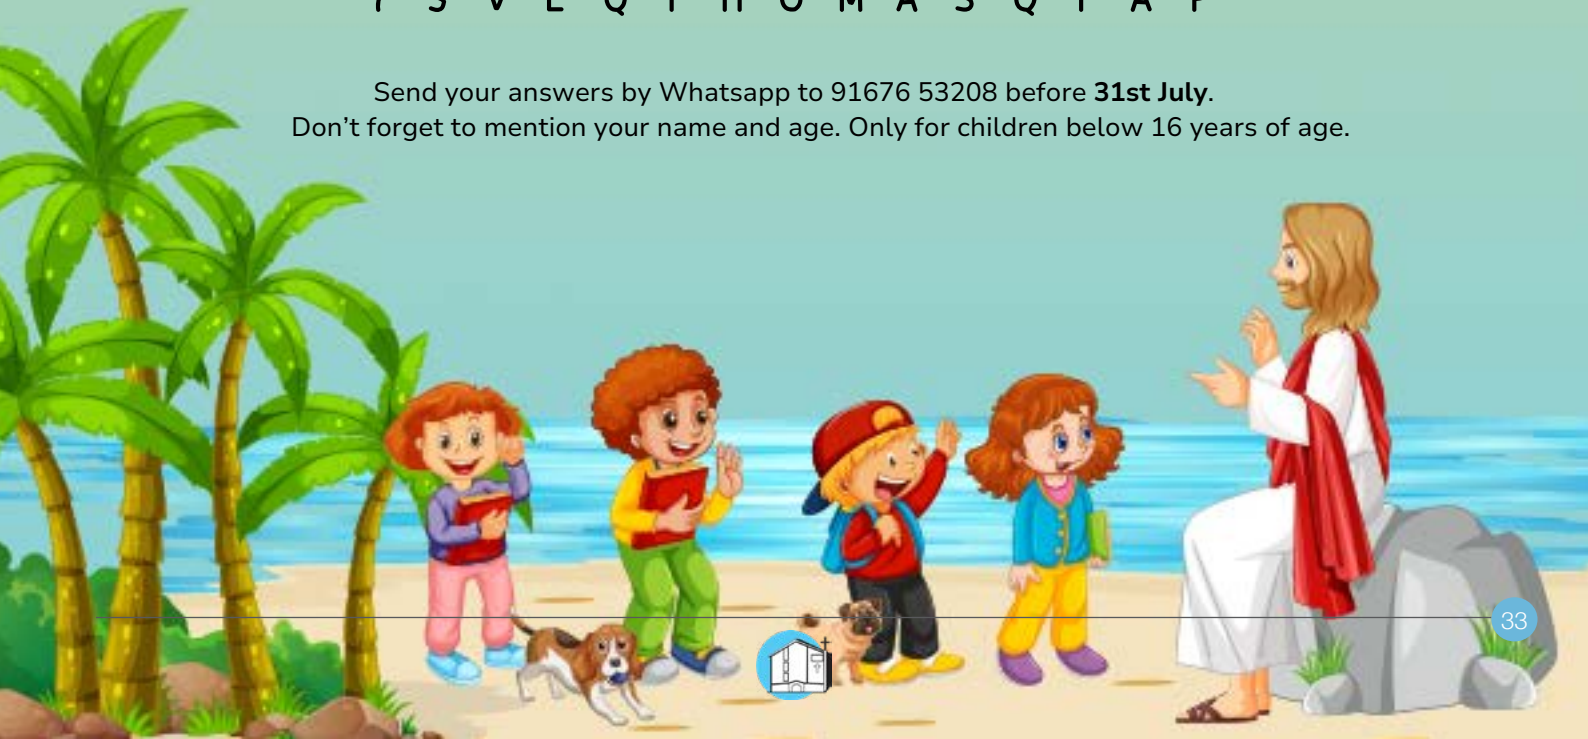 S V E Q T H O M A S Q
Send your answers by Whatsapp to 91676 53208 before 31st July.
Don’t forget to mention your name and age. Only for children below 16 years of age.
33